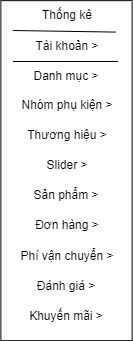 Thống kê
Tài khoản >
Danh mục >
Nhóm phụ kiện >
Thương hiệu >
Slider >
Sản phẩm >
Đơn hàng >
Phí vận chuyển >
Đánh giá >
Khuyến mãi >